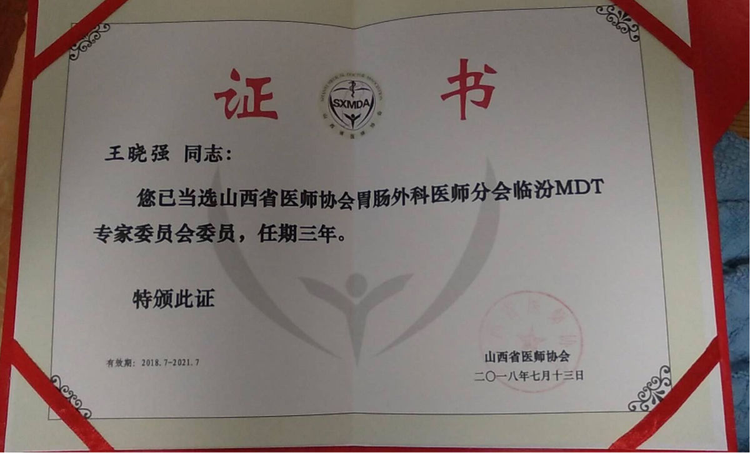 证 书
SXMDA
王晓强 同志：
您已当选山西省医师协会胃肠外科医师分会临汾MDT
专家委员会委员，任期三年。
特颁此证
有效期：2018.7-2021.7
山西省医师协会
二〇一八年七月十三日